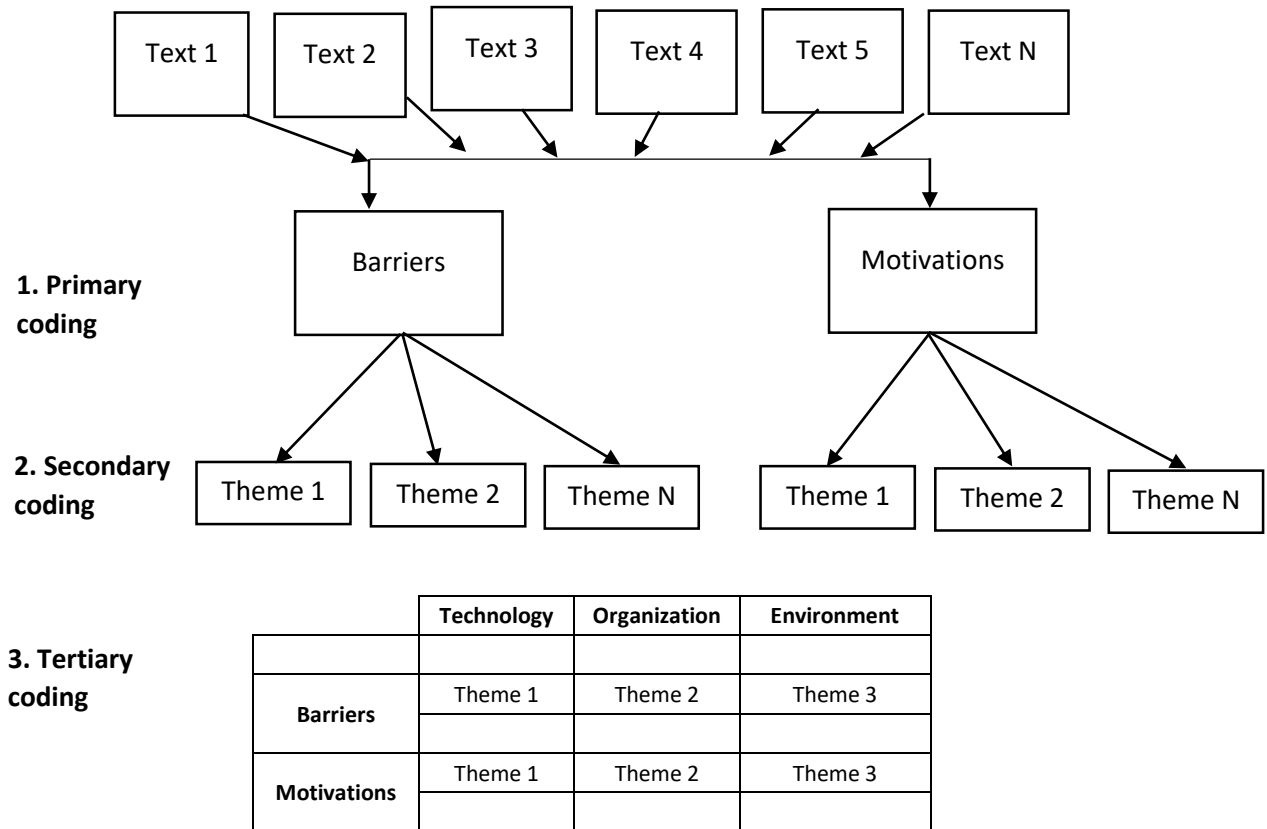 Text 1
Text 2
Text 3
Text 4
Text 5
Text N
Barriers
Motivations
1. Primary
coding
2. Secondary
coding
Theme 1
Theme 2
Theme N
Theme 1
Theme 2
Theme N
3. Tertiary
coding
Technology Organization Environment
Barriers Theme 1 Theme 2 Theme 3
Motivations Theme 1 Theme 2 Theme 3